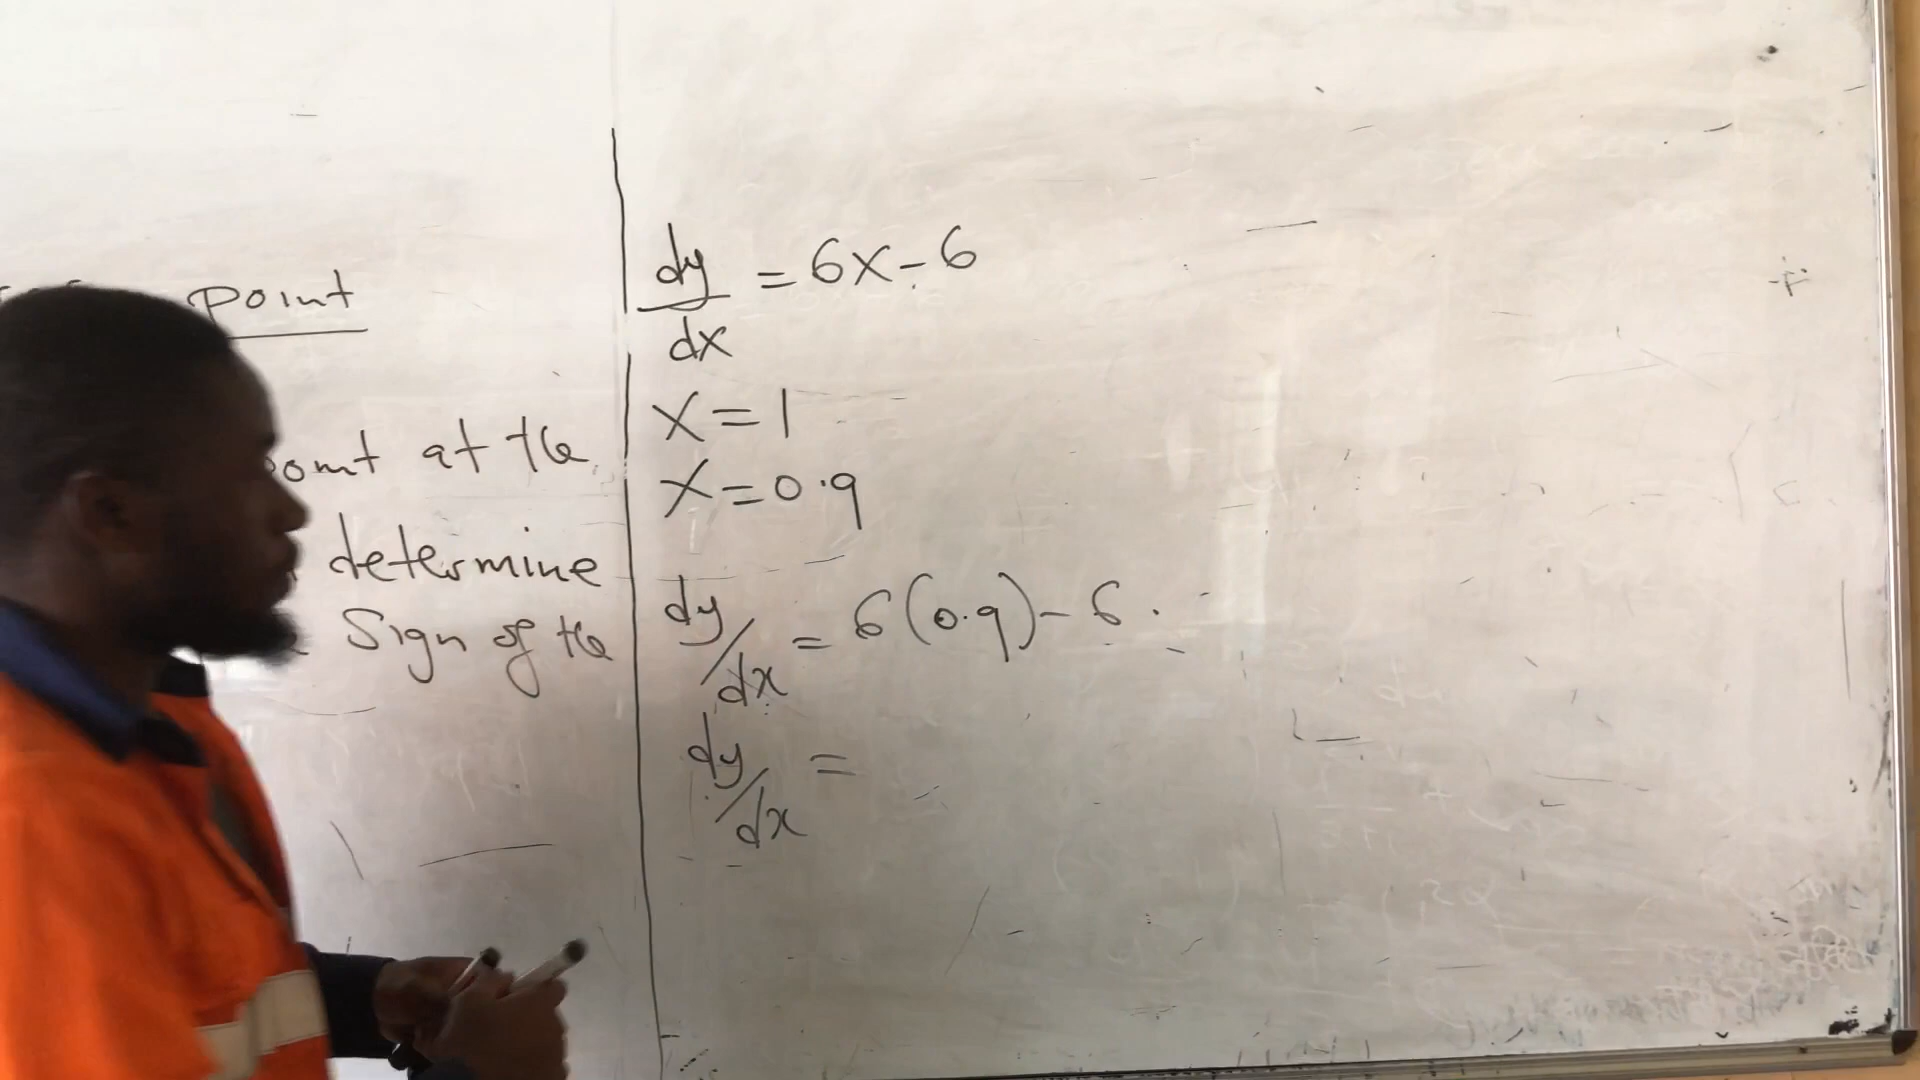 point
at the
determine
Sign of the
dy/dx = 6x - 6
x = 1
x = 0.9
dy/dx = 6(0.9) - 6
dy/dx =